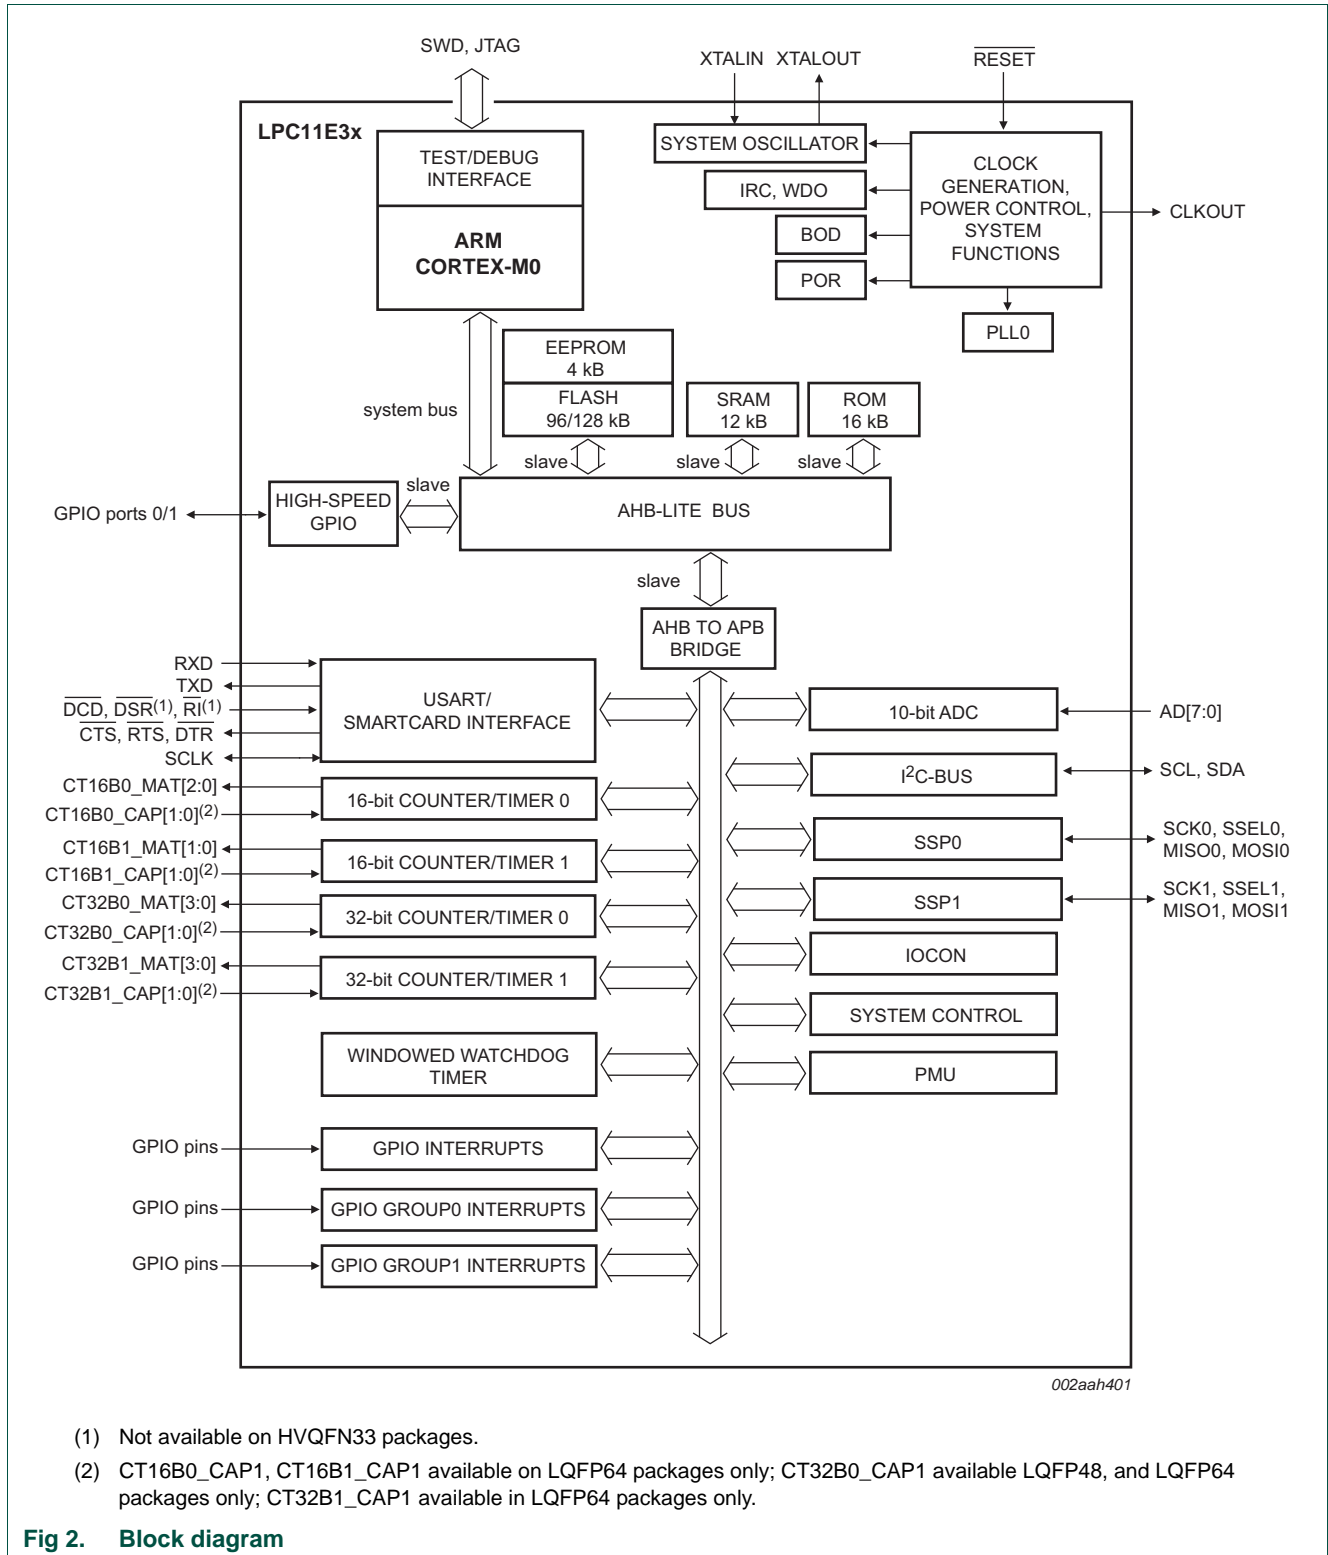 SWD, JTAG
XTALIN XTALOUT
RESET
LPC11E3x
TEST/DEBUG
INTERFACE
ARM
CORTEX-M0
SYSTEM OSCILLATOR
IRC, WDO
BOD
POR
CLOCK
GENERATION,
POWER CONTROL,
SYSTEM
FUNCTIONS
CLKOUT
PLL0
system bus
EEPROM
4 kB
FLASH
96/128 kB
SRAM
12 kB
ROM
16 kB
slave
slave
slave
GPIO ports 0/1
HIGH-SPEED
GPIO
slave
AHB-LITE BUS
slave
AHB TO APB
BRIDGE
RXD
TXD
DCD, DSR(1), RI(1)
CTS, RTS, DTR
SCLK
USART/
SMARTCARD INTERFACE
CT16B0_MAT[2:0]
CT16B0_CAP[1:0](2)
16-bit COUNTER/TIMER 0
CT16B1_MAT[1:0]
CT16B1_CAP[1:0](2)
16-bit COUNTER/TIMER 1
CT32B0_MAT[3:0]
CT32B0_CAP[1:0](2)
32-bit COUNTER/TIMER 0
CT32B1_MAT[3:0]
CT32B1_CAP[1:0](2)
32-bit COUNTER/TIMER 1
WINDOWED WATCHDOG
TIMER
GPIO pins
GPIO INTERRUPTS
GPIO pins
GPIO GROUP0 INTERRUPTS
GPIO pins
GPIO GROUP1 INTERRUPTS
10-bit ADC
AD[7:0]
I2C-BUS
SCL, SDA
SSP0
SCK0, SSEL0,
MISO0, MOSI0
SSP1
SCK1, SSEL1,
MISO1, MOSI1
IOCON
SYSTEM CONTROL
PMU
002aah401
(1) Not available on HVQFN33 packages.
(2) CT16B0_CAP1, CT16B1_CAP1 available on LQFP64 packages only; CT32B0_CAP1 available LQFP48, and LQFP64
packages only; CT32B1_CAP1 available in LQFP64 packages only.
Fig 2. Block diagram